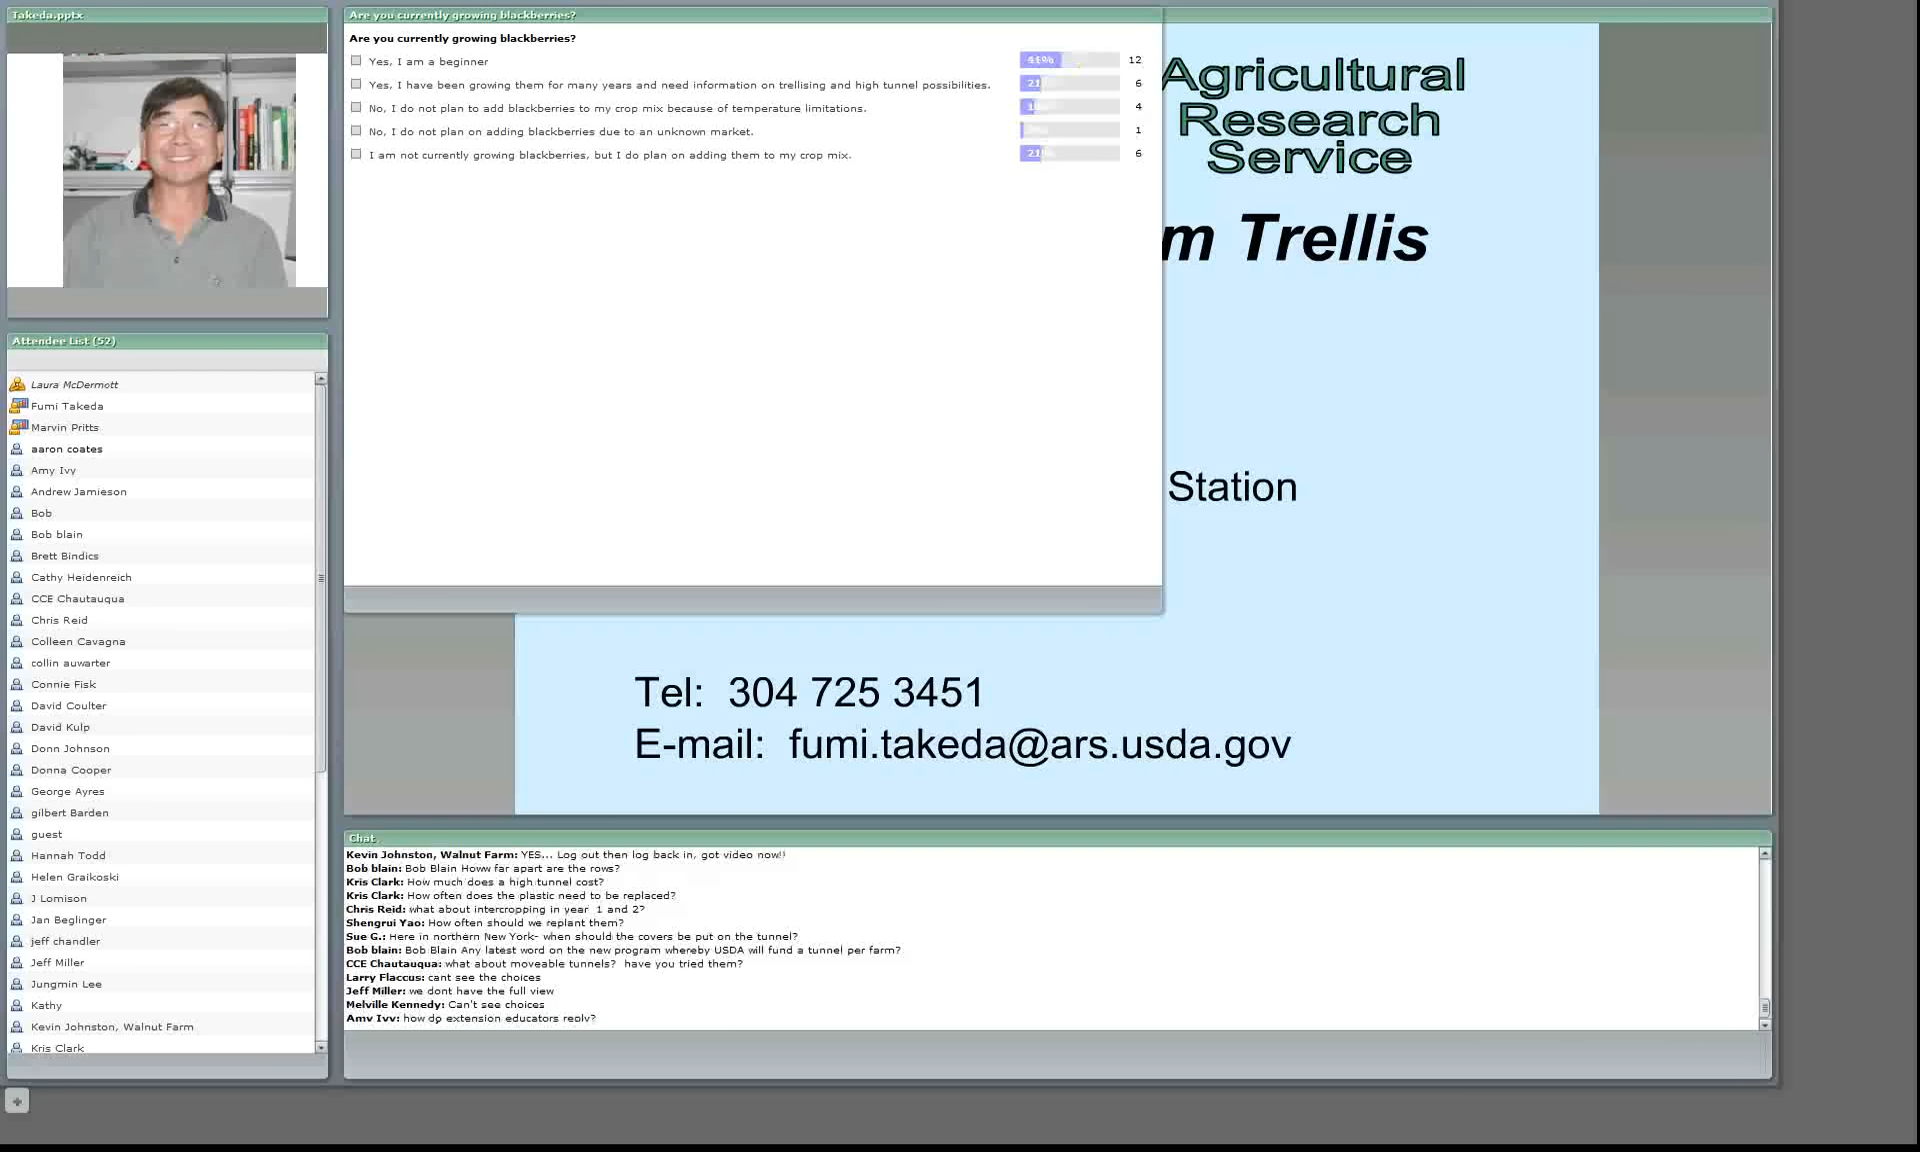 Takeda.pptx
Attendee List (52)
Laura McDermott
Fumi Takeda
Marvin Pritts
aaron coates
Amy Ivy
Andrew Jamieson
Bob
Bob blain
Brett Bindics
Cathy Heidenreich
CCE Chautauqua
Chris Reid
Colleen Cavagna
collin auwarter
Connie Fisk
David Coulter
David Kulp
Donn Johnson
Donna Cooper
George Ayres
gilbert Barden
guest
Hannah Todd
Helen Graikoski
J Lomison
Jan Beglinger
jeff chandler
Jeff Miller
Jungmin Lee
Kathy
Kevin Johnston, Walnut Farm
Kris Clark
Are you currently growing blackberries?
Are you currently growing blackberries?
Yes, I am a beginner 41% 12
Yes, I have been growing them for many years and need information on trellising and high tunnel possibilities. 6
No, I do not plan to add blackberries to my crop mix because of temperature limitations. 4
No, I do not plan on adding blackberries due to an unknown market. 1
I am not currently growing blackberries, but I do plan on adding them to my crop mix. 21% 6
Agricultural
Research
Service
m Trellis
Station
Tel: 304 725 3451
E-mail: fumi.takeda@ars.usda.gov
Chat
Kevin Johnston, Walnut Farm: YES... Log out then log back in, got video now!!
Bob blain: Bob Blain Howw far apart are the rows?
Kris Clark: How much does a high tunnel cost?
Kris Clark: How often does the plastic need to be replaced?
Chris Reid: what about intercropping in year 1 and 2?
Shengrui Yao: How often should we replant them?
Sue G.: Here in northern New York- when should the covers be put on the tunnel?
Bob blain: Bob Blain Any latest word on the new program whereby USDA will fund a tunnel per farm?
CCE Chautauqua: what about moveable tunnels? have you tried them?
Larry Flaccus: cant see the choices
Jeff Miller: we dont have the full view
Melville Kennedy: Can't see choices
Amy Ivy: how do extension educators reply?